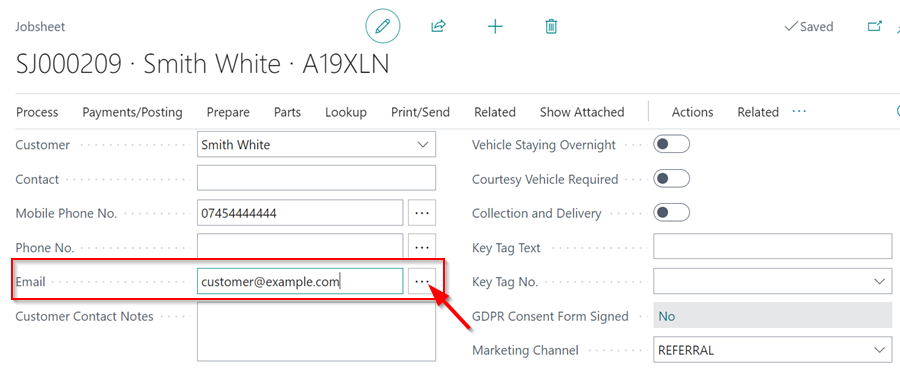 Jobsheet
Saved
SJ000209 · Smith White · A19XLN
Process Payments/Posting Prepare Parts Lookup Print/Send Related Show Attached Actions Related ···
Customer Smith White
Contact
Mobile Phone No. 07454444444 ···
Phone No. ···
Email customer@example.com ···
Customer Contact Notes
Vehicle Staying Overnight
Courtesy Vehicle Required
Collection and Delivery
Key Tag Text
Key Tag No.
GDPR Consent Form Signed No
Marketing Channel REFERRAL